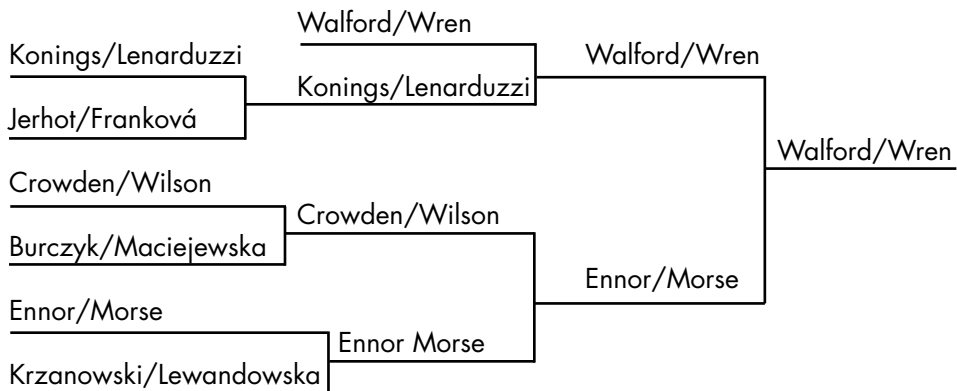 Walford/Wren
Konings/Lenarduzzi
Walford/Wren
Konings/Lenarduzzi
Jerhot/Franková
Walford/Wren
Crowden/Wilson
Crowden/Wilson
Burczyk/Maciejewska
Ennor/Morse
Ennor/Morse
Ennor Morse
Krzanowski/Lewandowska